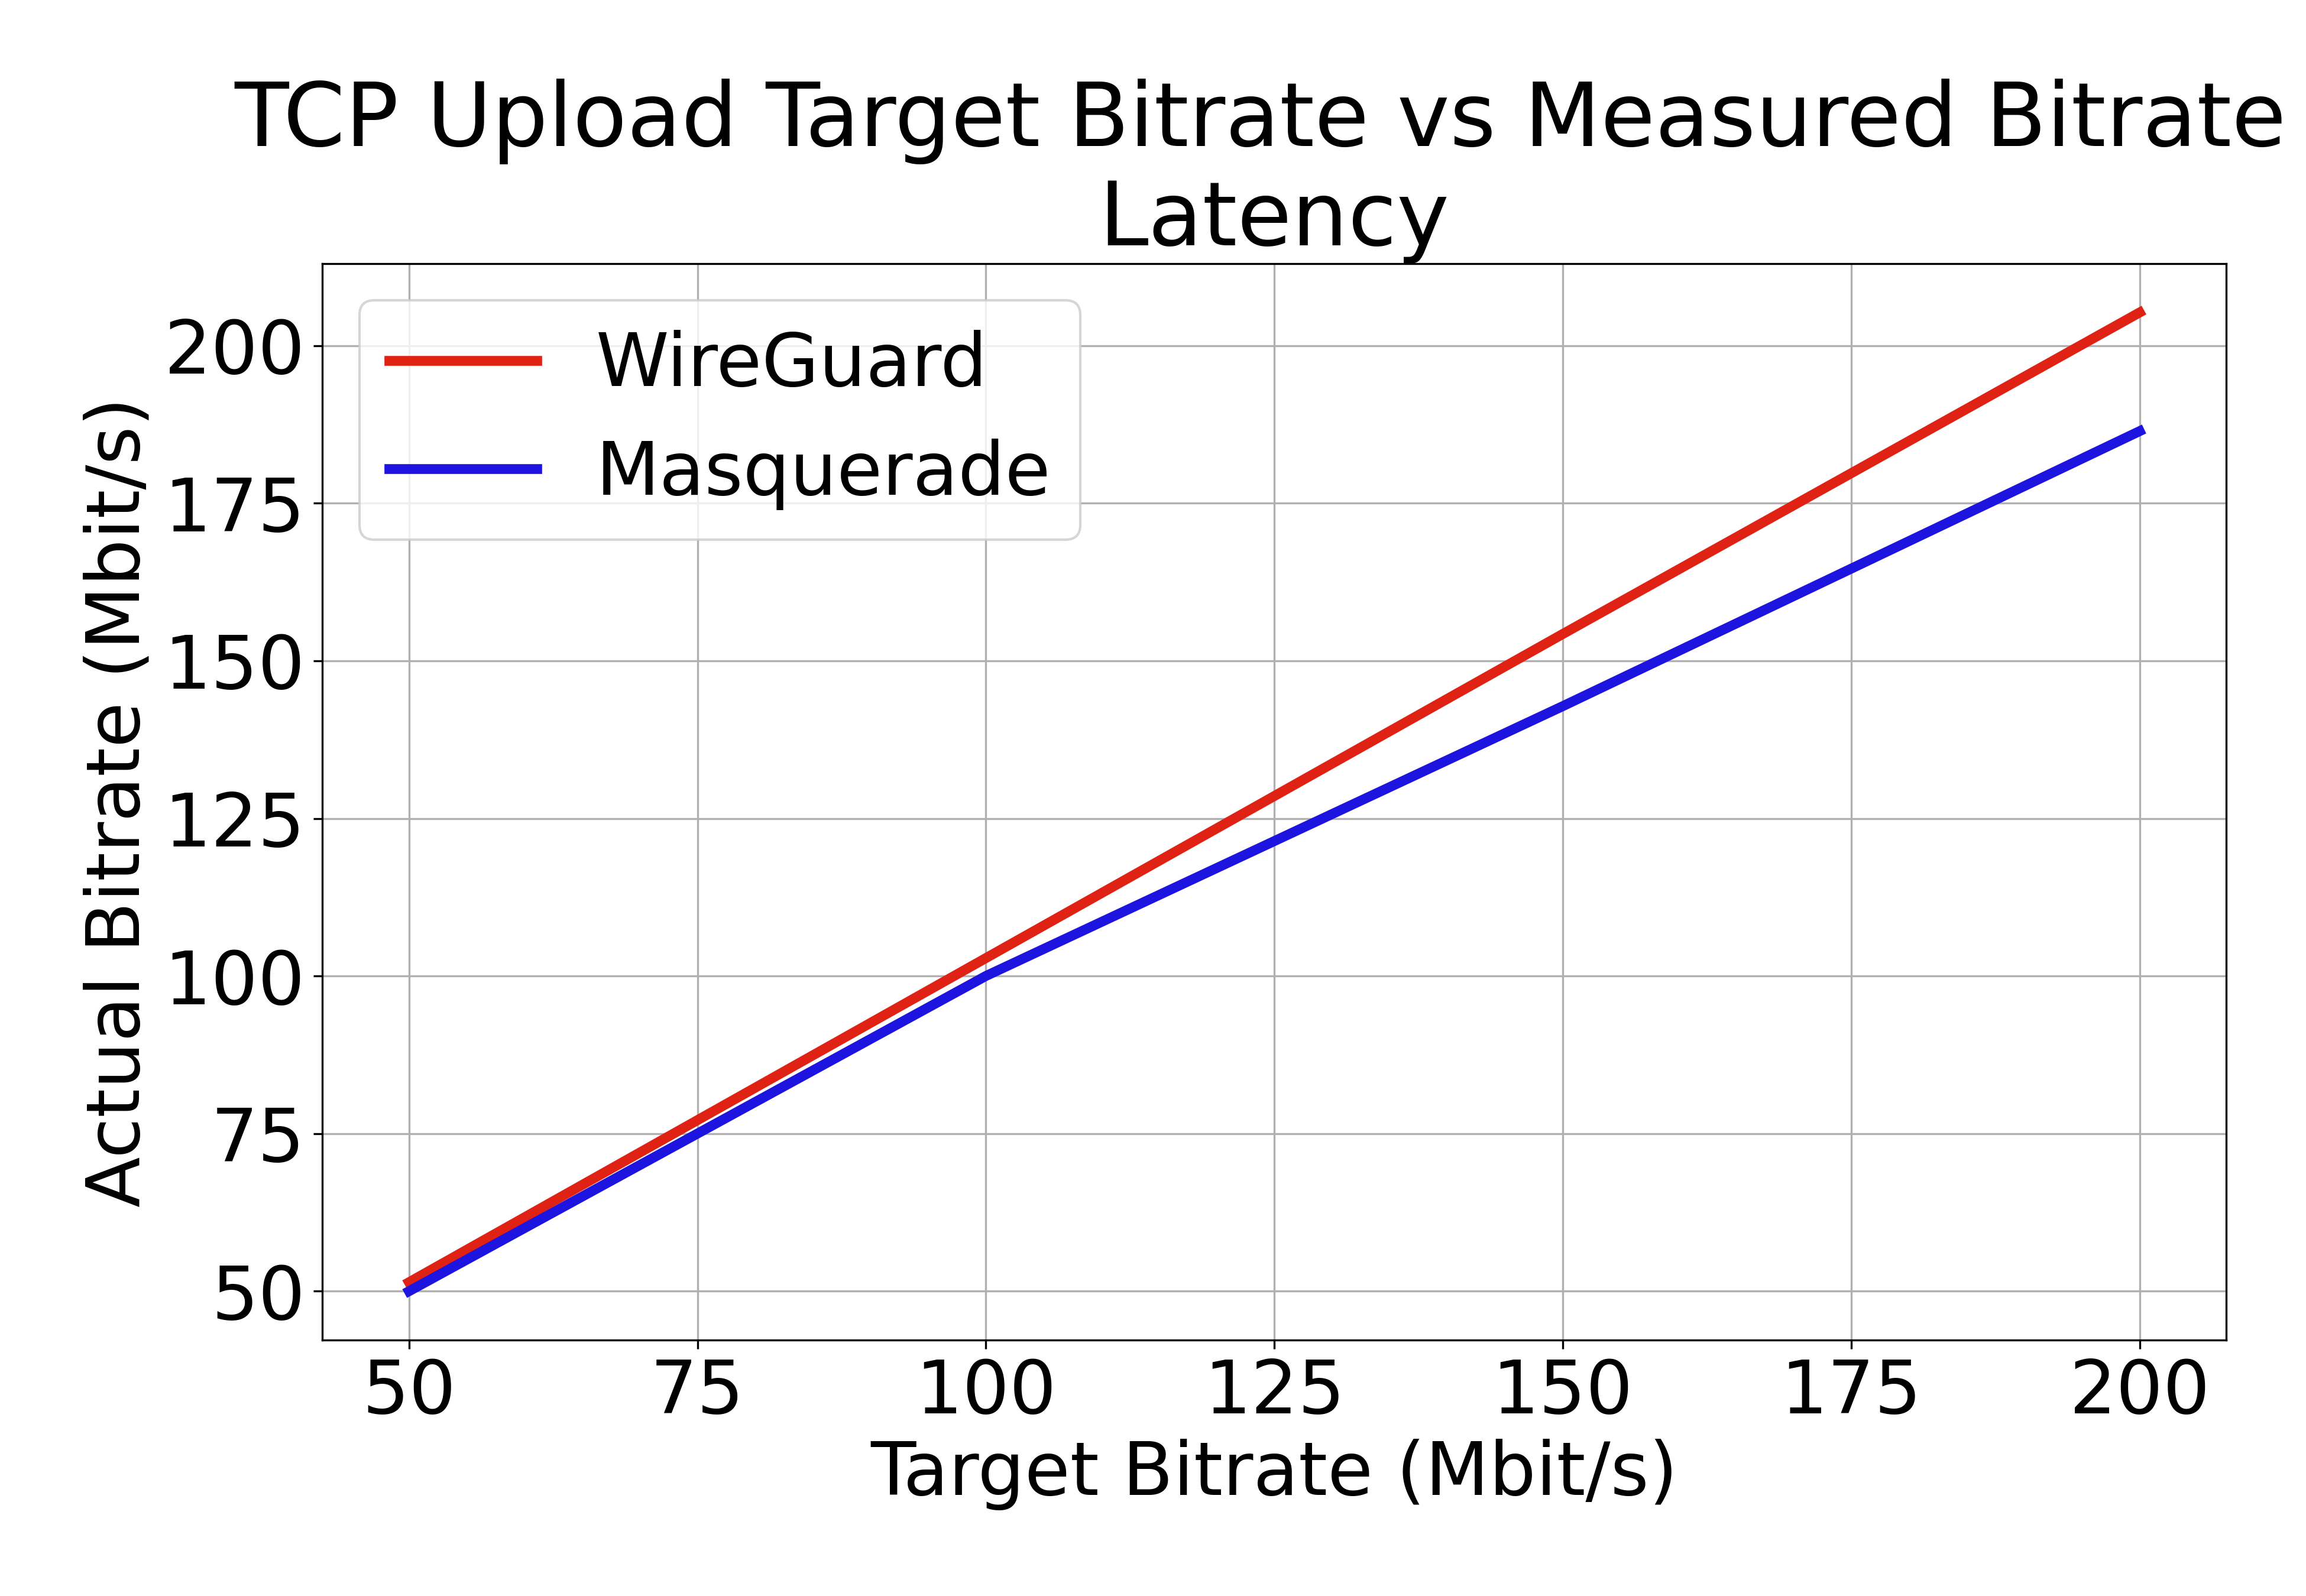 TCP Upload Target Bitrate vs Measured Bitrate
Latency
WireGuard
Masquerade
Actual Bitrate (Mbit/s)
200
175
150
125
100
75
50
50 75 100 125 150 175 200
Target Bitrate (Mbit/s)